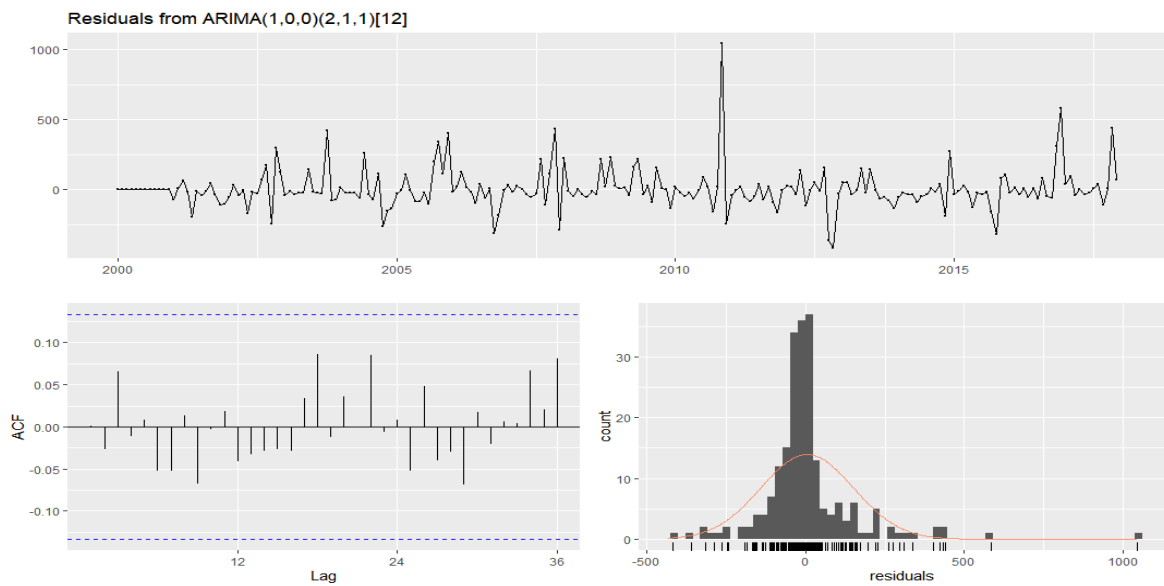 Residuals from ARIMA(1,0,0)(2,1,1)[12]
1000
500
0
2000 2005 2010 2015
0.10
0.05
0.00
-0.05
-0.10
ACF
12 24 36
Lag
30
20
10
0
count
-500 0 500 1000
residuals